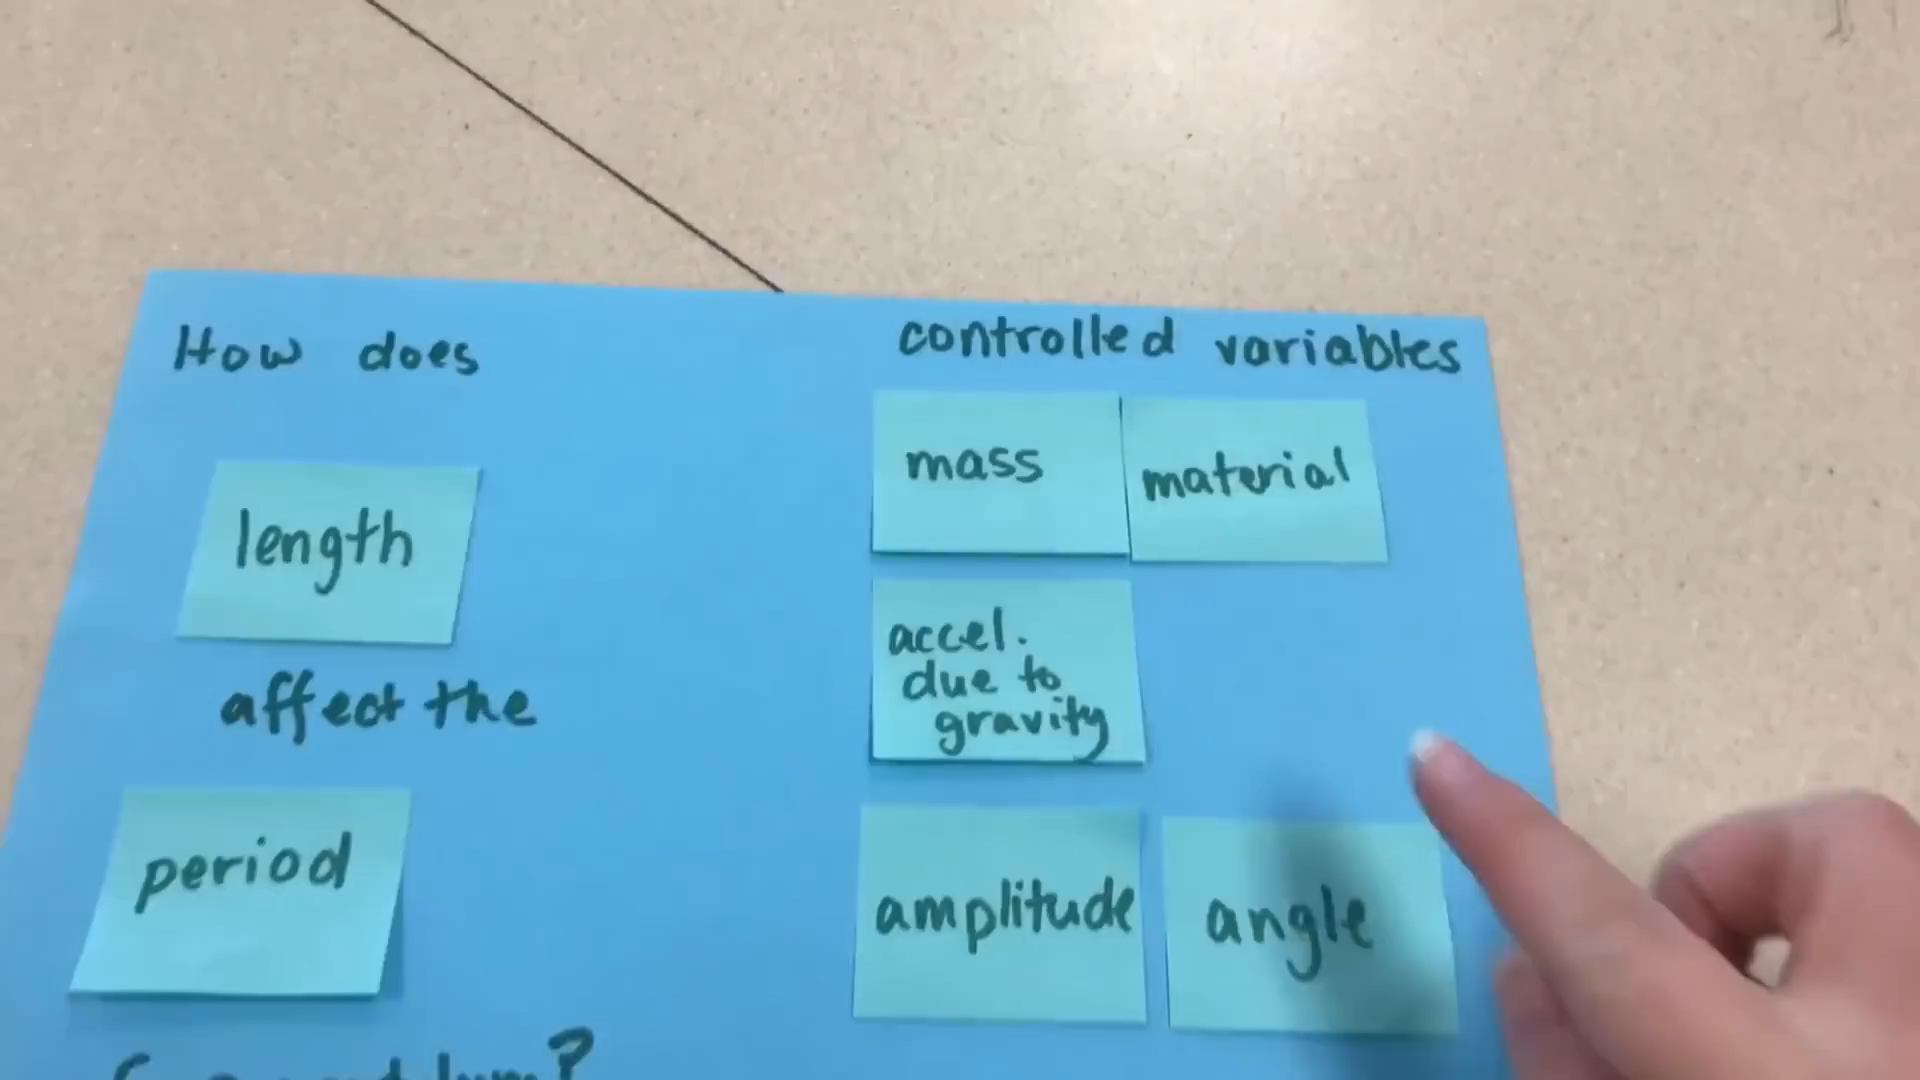 How does
length
affect the
period
controlled variables
mass
material
accel.
due to
gravity
amplitude
angle